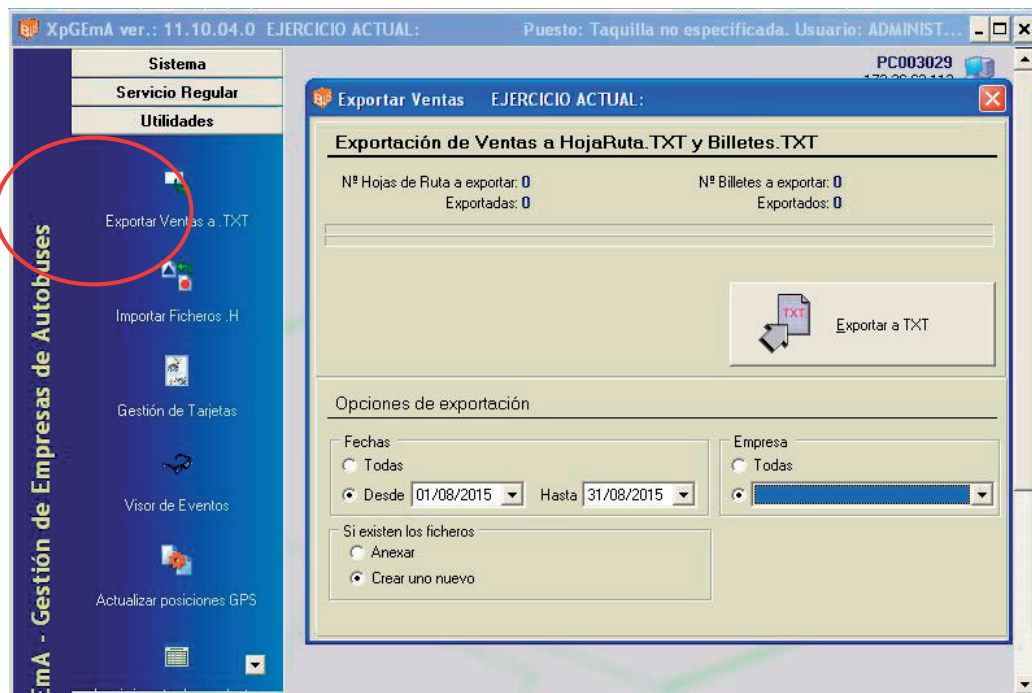 XpGEmA ver.: 11.10.04.0 EJERCICIO ACTUAL: Puesto: Taquilla no especificada. Usuario: ADMINIST...
Sistema
Servicio Regular
Utilidades
Exportar Ventas a .TXT
Importar Ficheros .H
Gestión de Tarjetas
Visor de Eventos
Actualizar posiciones GPS
EmA - Gestión de Empresas de Autobuses
PC003029
Exportar Ventas EJERCICIO ACTUAL:
Exportación de Ventas a HojaRuta.TXT y Billetes.TXT
Nº Hojas de Ruta a exportar: 0 Nº Billetes a exportar: 0
Exportadas: 0 Exportados: 0
TXT
Exportar a TXT
Opciones de exportación
Fechas
Todas
Desde 01/08/2015 Hasta 31/08/2015
Empresa
Todas
Si existen los ficheros
Anexar
Crear uno nuevo